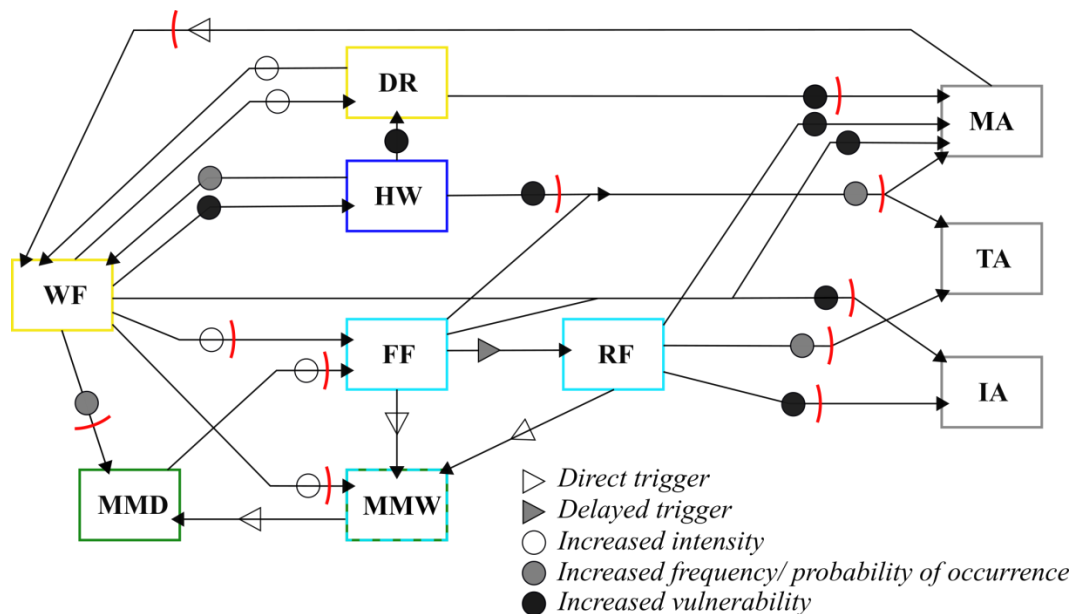 DR
MA
HW
TA
WF
FF
RF
IA
MMD
MMW
Direct trigger
Delayed trigger
Increased intensity
Increased frequency/ probability of occurrence
Increased vulnerability